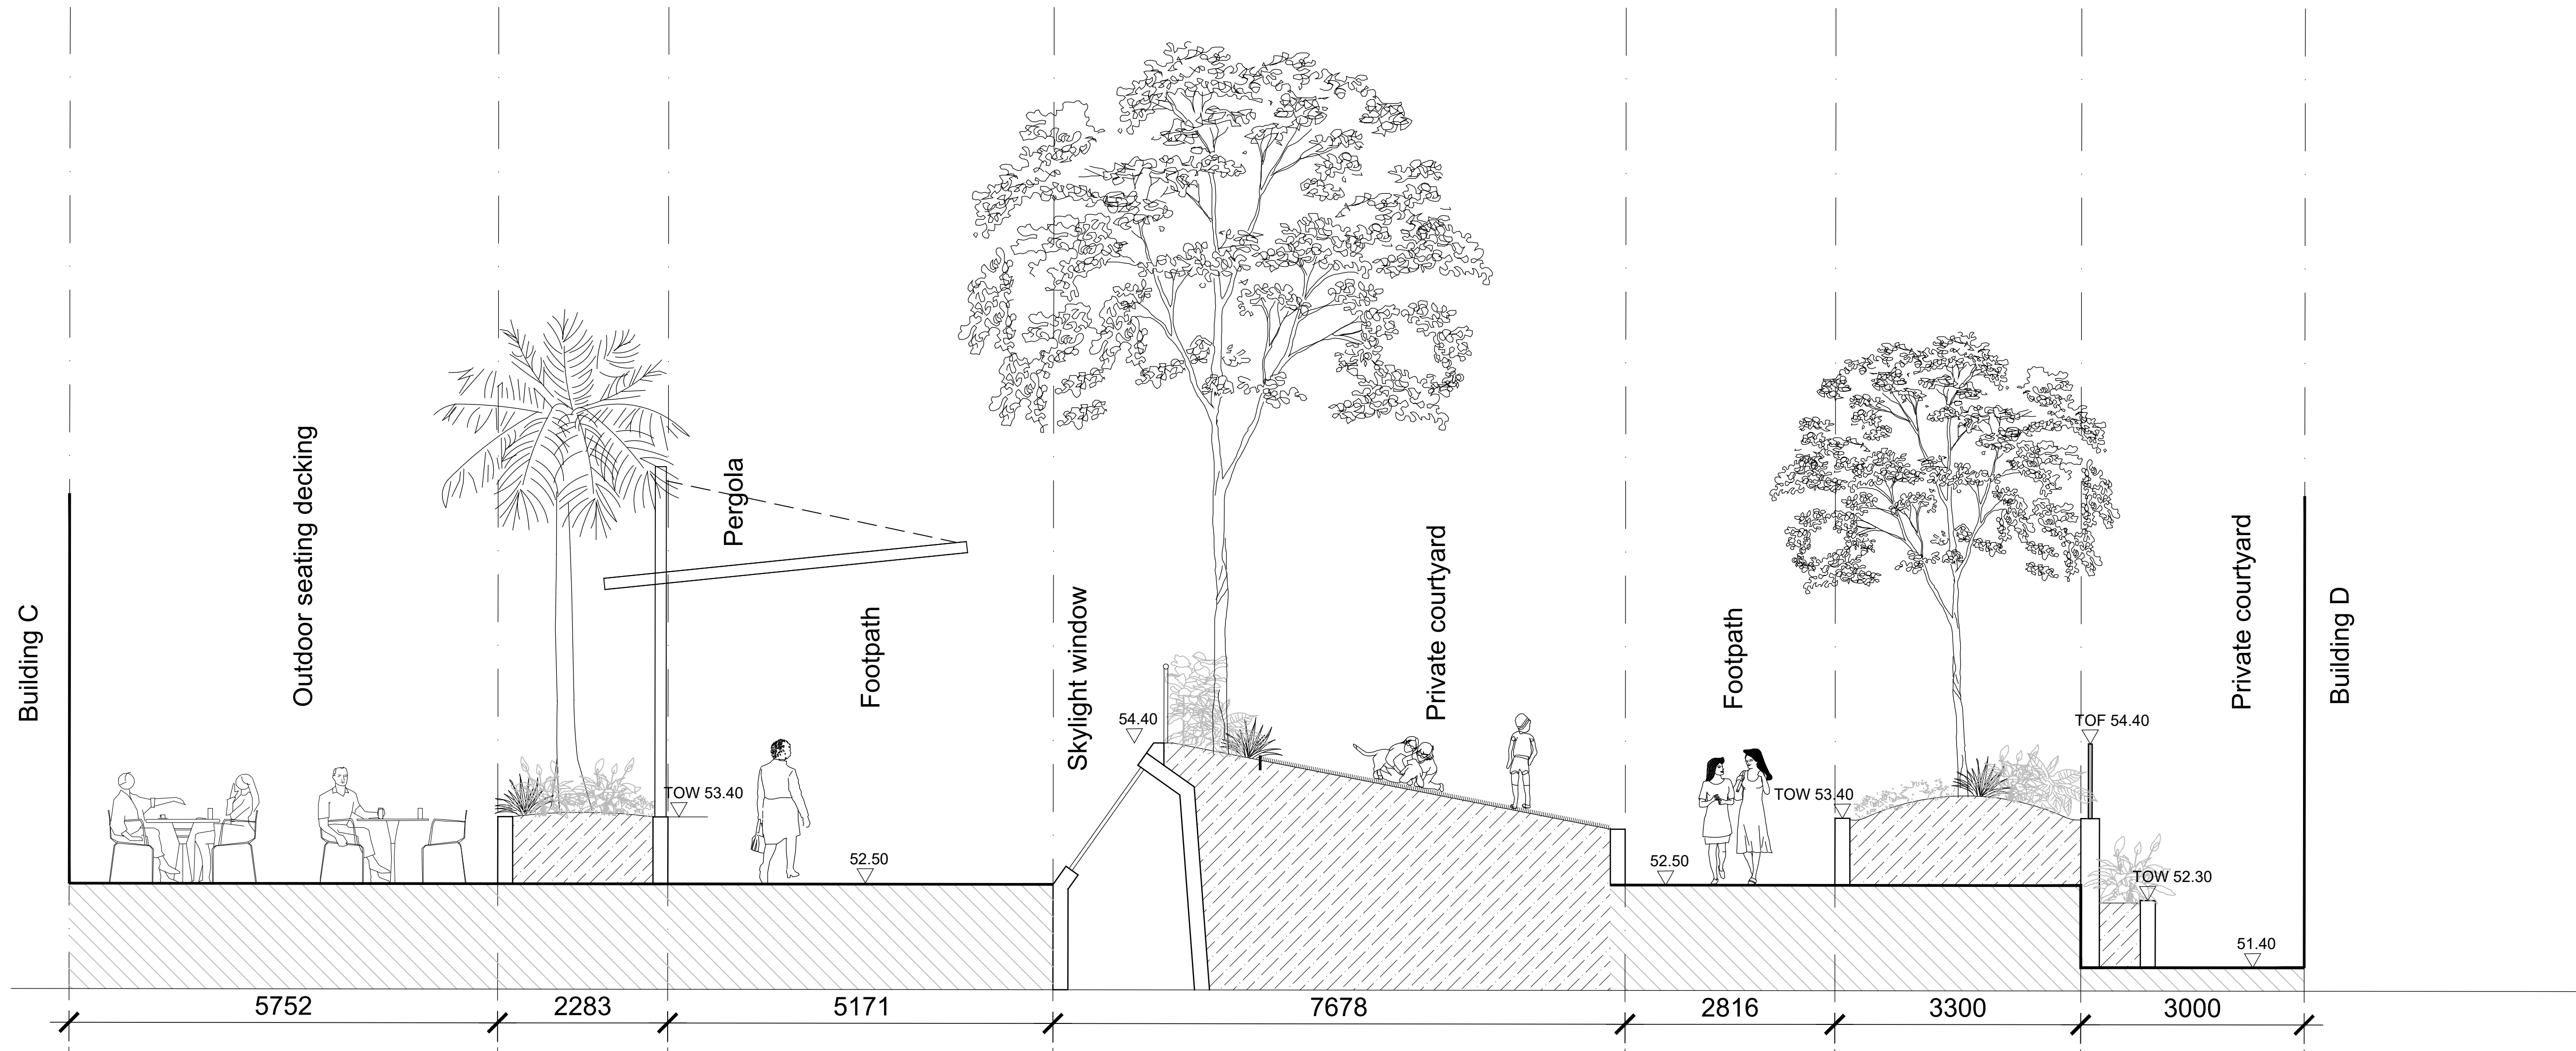 Building C
Outdoor seating decking
Pergola
TOW 53.40
Footpath
52.50
Skylight window
54.40
Private courtyard
52.50
Footpath
TOW 53.40
TOF 54.40
TOW 52.30
Private courtyard
51.40
Building D
5752
2283
5171
7678
2816
3300
3000